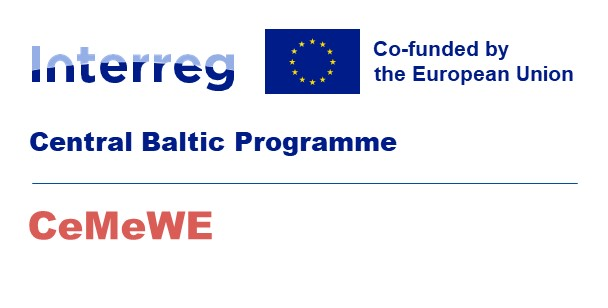 Interreg
Co-funded by
the European Union
Central Baltic Programme
CeMeWE